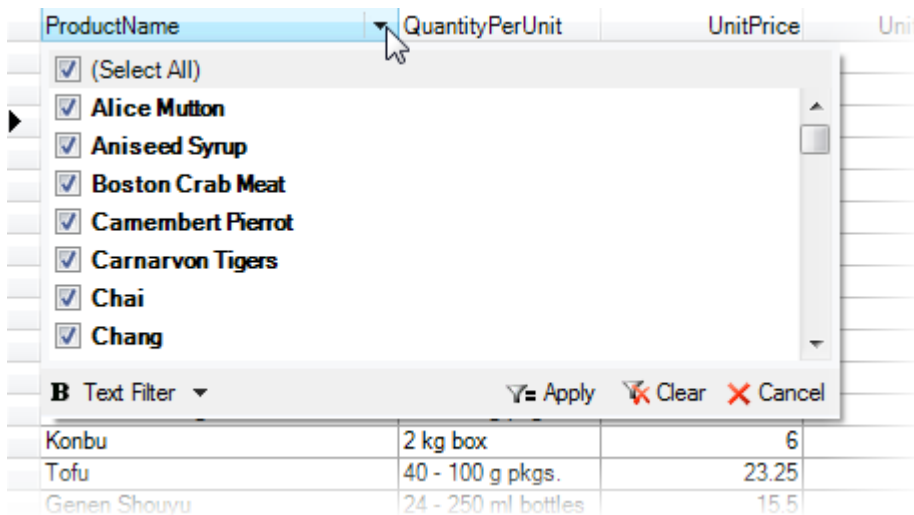 ProductName QuantityPerUnit UnitPrice
(Select All)
Alice Mutton
Aniseed Syrup
Boston Crab Meat
Camembert Pierrot
Carnarvon Tigers
Chai
Chang
B Text Filter Apply Clear Cancel
Konbu 2 kg box 6
Tofu 40 - 100 g pkgs. 23.25
Genen Shouyu 24 - 250 ml bottles 15.5